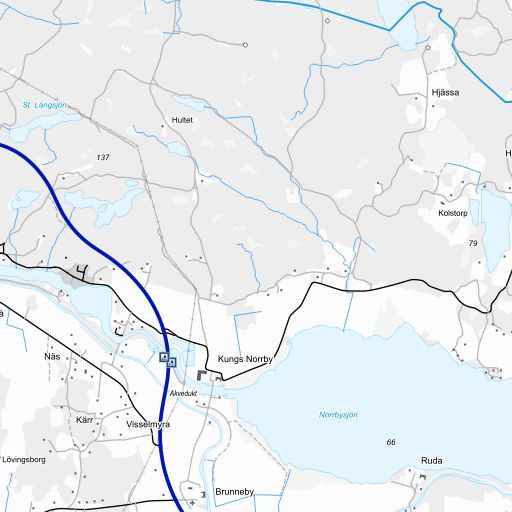 Hjässa
St. Långsjön
Hultet
137
H
Kolstorp
79
å
Näs
Kungs Norrby
Akvedukt
Kärr
Visselmyra
Norrbysjön
66
Lövingsborg
Ruda
Brunneby